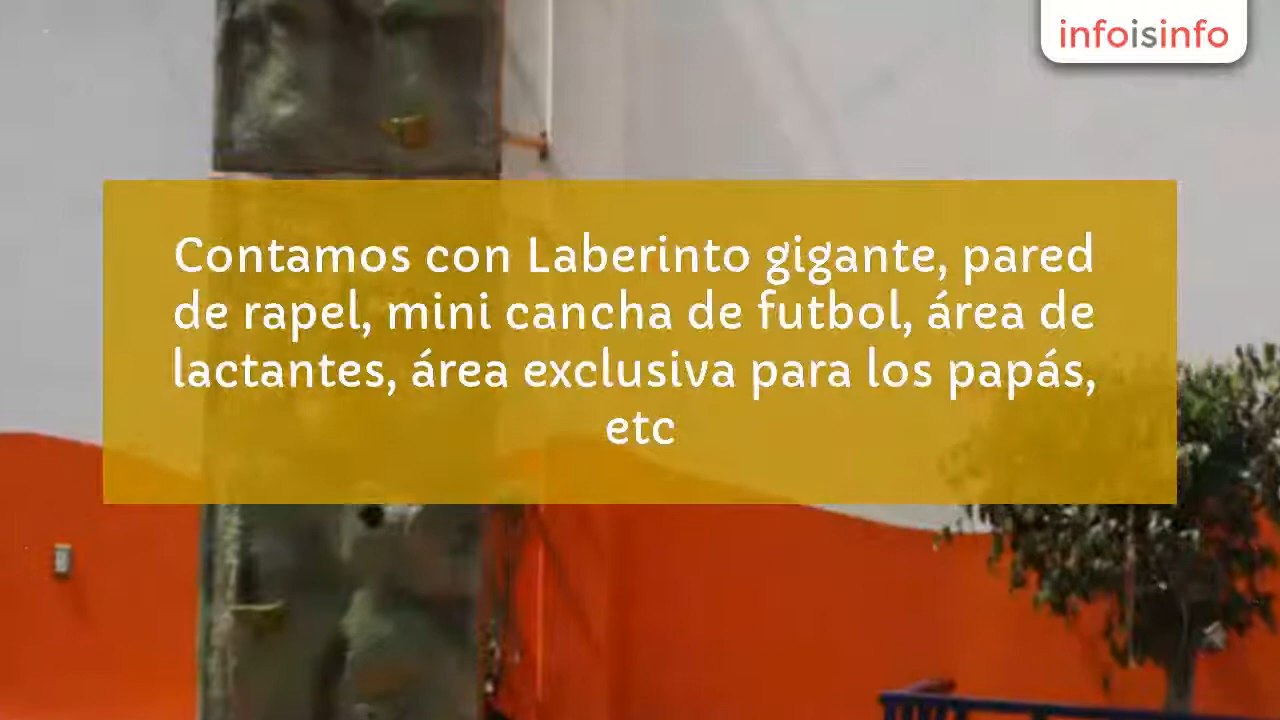 infoisinfo
Contamos con Laberinto gigante, pared
de rapel, mini cancha de futbol, área de
lactantes, área exclusiva para los papás,
etc